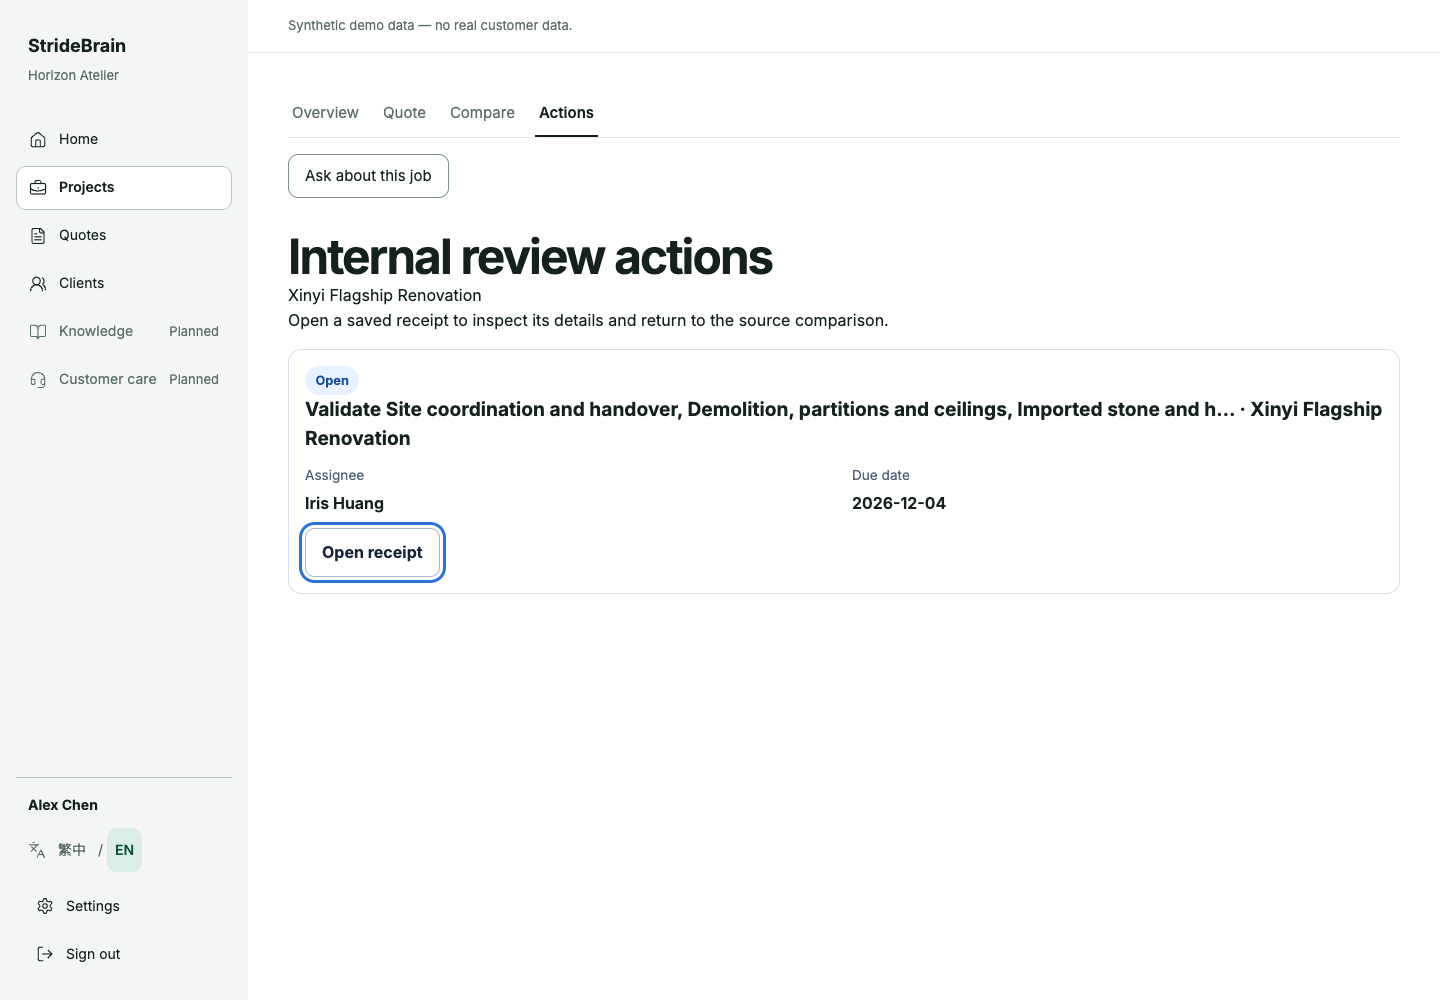 StrideBrain
Horizon Atelier
Home
Projects
Quotes
Clients
Knowledge Planned
Customer care Planned
Alex Chen
繁中 / EN
Settings
Sign out
Synthetic demo data — no real customer data.
Overview Quote Compare Actions
Ask about this job
Internal review actions
Xinyi Flagship Renovation
Open a saved receipt to inspect its details and return to the source comparison.
Open
Validate Site coordination and handover, Demolition, partitions and ceilings, Imported stone and h... · Xinyi Flagship
Renovation
Assignee Due date
Iris Huang 2026-12-04
Open receipt